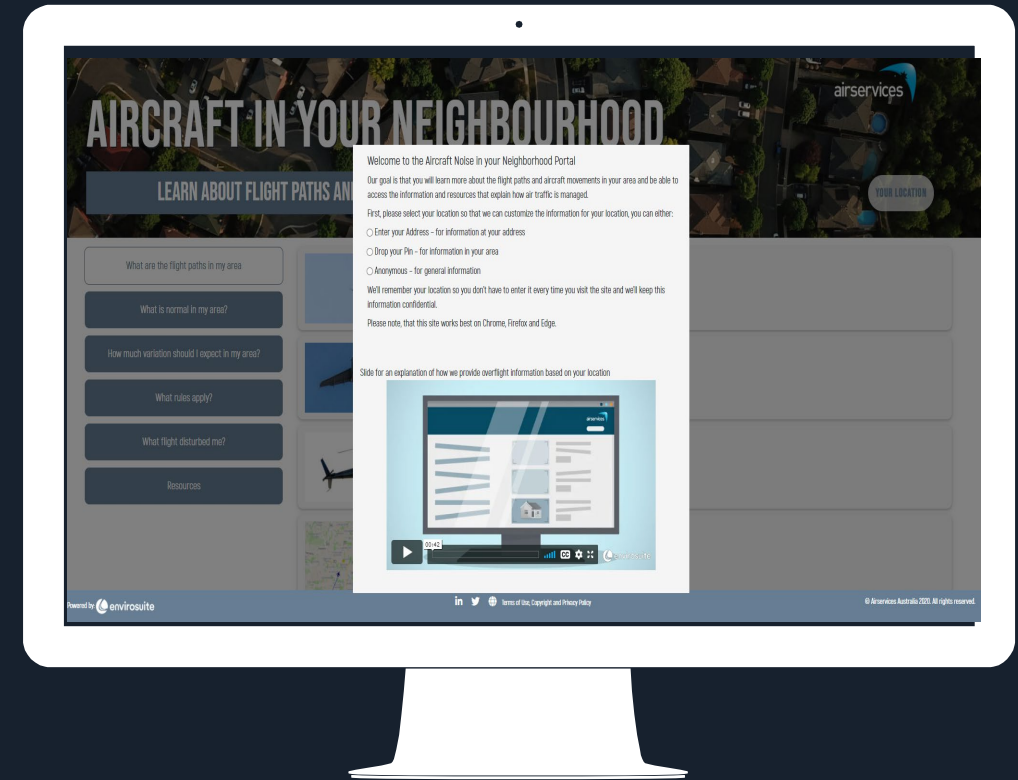 airservices
AIRCRAFT IN YOUR NEIGHBOURHOOD
LEARN ABOUT FLIGHT PATHS AN
YOUR LOCATION
What are the flight paths in my area
What is normal in my area?
How much variation should I expect in my area?
What rules apply?
What flight disturbed me?
Resources
Welcome to the Aircraft Noise in your Neighborhood Portal
Our goal is that you will learn more about the flight paths and aircraft movements in your area and be able to
access the information and resources that explain how air traffic is managed.
First, please select your location so that we can customize the information for your location, you can either:
Enter your Address – for information at your address
Drop your Pin – for information in your area
Anonymous – for general information
We'll remember your location so you don't have to enter it every time you visit the site and we'll keep this
information confidential.
Please note, that this site works best on Chrome, Firefox and Edge.
Slide for an explanation of how we provide overflight information based on your location
airservices
00:42
CC
envirosuite
Powered by: envirosuite
in
Terms of Use, Copyright and Privacy Policy
© Airservices Australia 2020. All rights reserved.